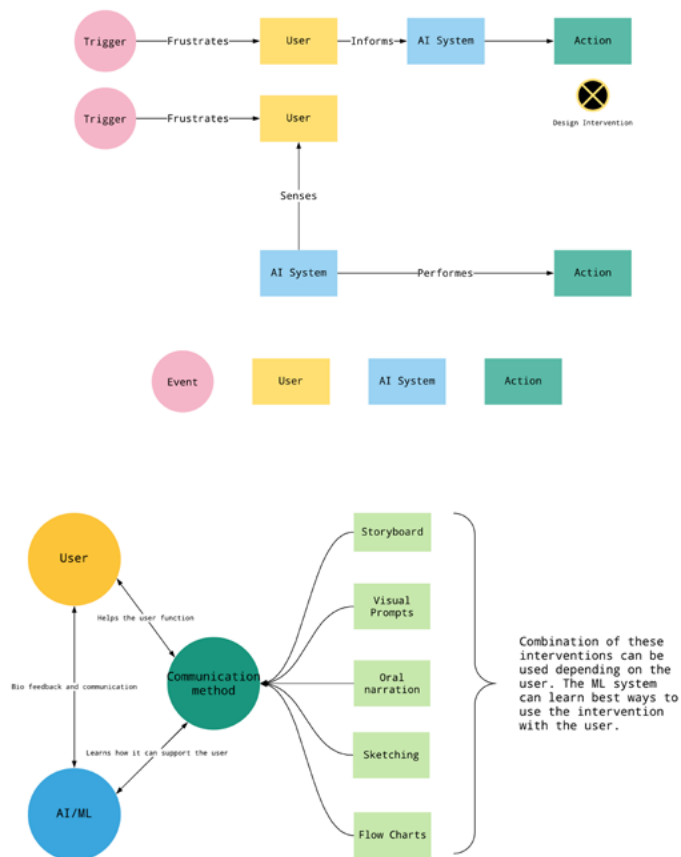 Trigger
Frustrates
User
Informs
AI System
Action
Design Intervention
Trigger
Frustrates
User
Senses
AI System
Performes
Action
Event
User
AI System
Action
User
Helps the user function
Communication
method
Bio feedback and communication
Learns how it can support the user
AI/ML
Storyboard
Visual
Prompts
Oral
narration
Sketching
Flow Charts
Combination of these
interventions can be
used depending on the
user. The ML system
can learn best ways to
use the intervention
with the user.